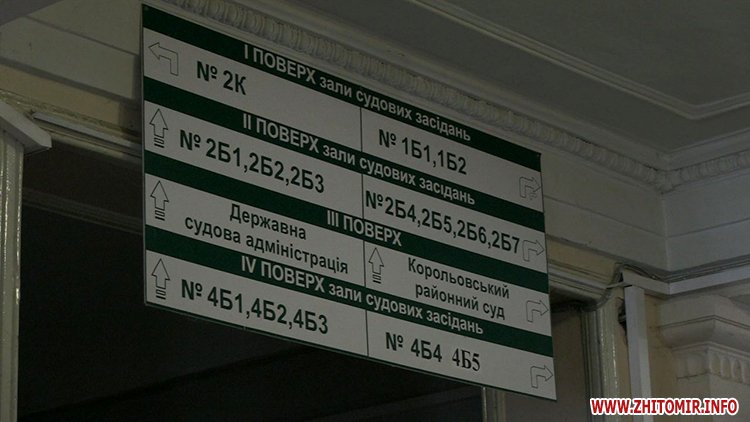 I ПОВЕРХ зали судових засідань
№ 2К
№ 1Б1,1Б2
II ПОВЕРХ зали судових засідань
№ 2Б1,2Б2,2Б3
№2Б4,2Б5,2Б6,2Б7
III ПОВЕРХ
Державна
судова адміністрація
Корольовський
районний суд
IV ПОВЕРХ зали судових засідань
№ 4Б1,4Б2,4Б3
№ 4Б4 4Б5
WWW.ZHITOMIR.INFO